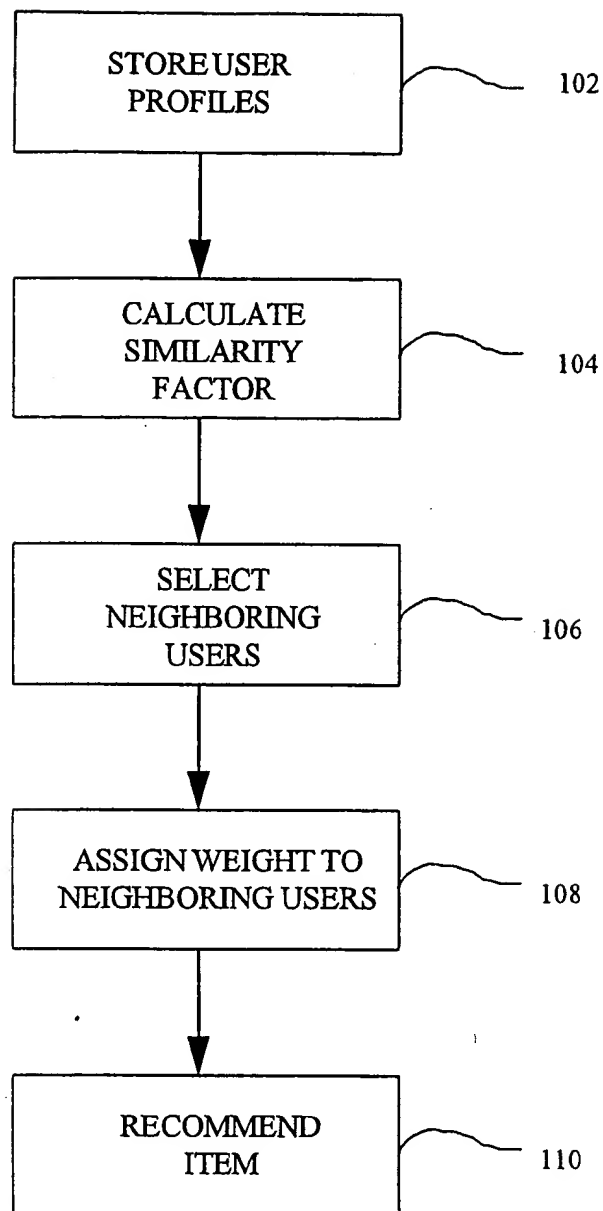 STORE USER
PROFILES
102
CALCULATE
SIMILARITY
FACTOR
104
SELECT
NEIGHBORING
USERS
106
ASSIGN WEIGHT TO
NEIGHBORING USERS
108
RECOMMEND
ITEM
110